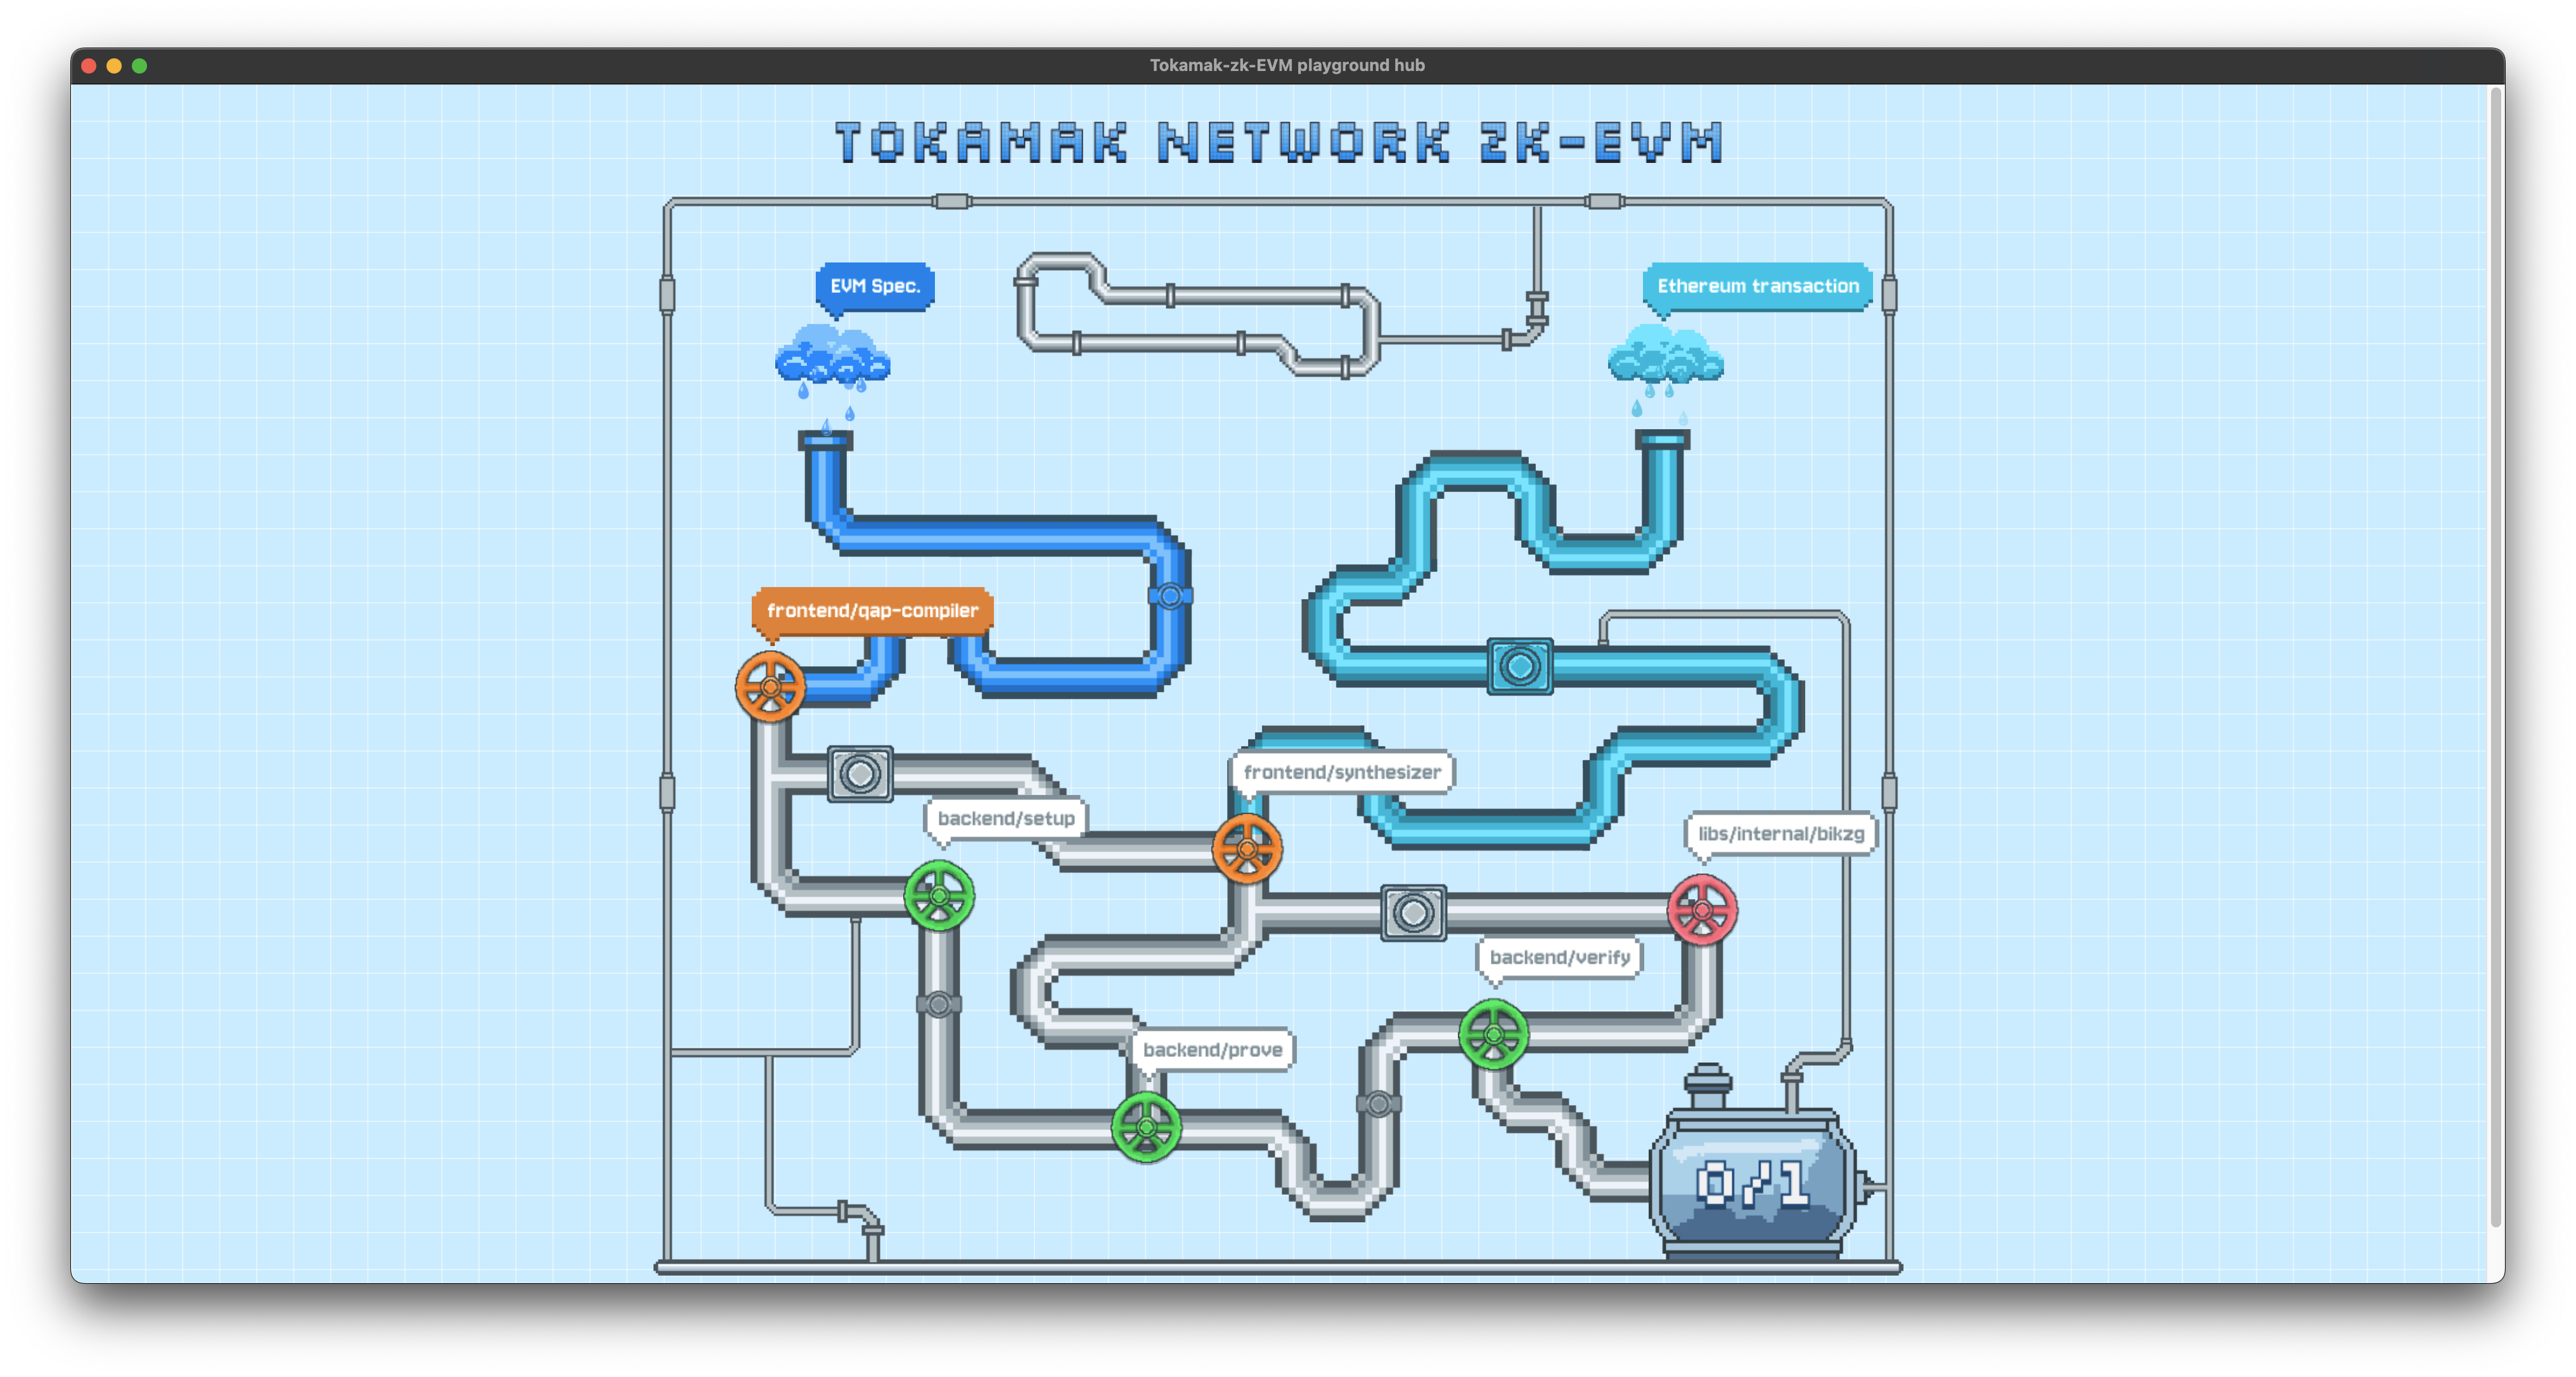 Tokamak-zk-EVM playground hub
TOKAMAK NETWORK ZK-EVM
EVM Spec.
Ethereum transaction
frontend/qap-compiler
frontend/synthesizer
backend/setup
libs/internal/bikzg
backend/verify
backend/prove
0/1